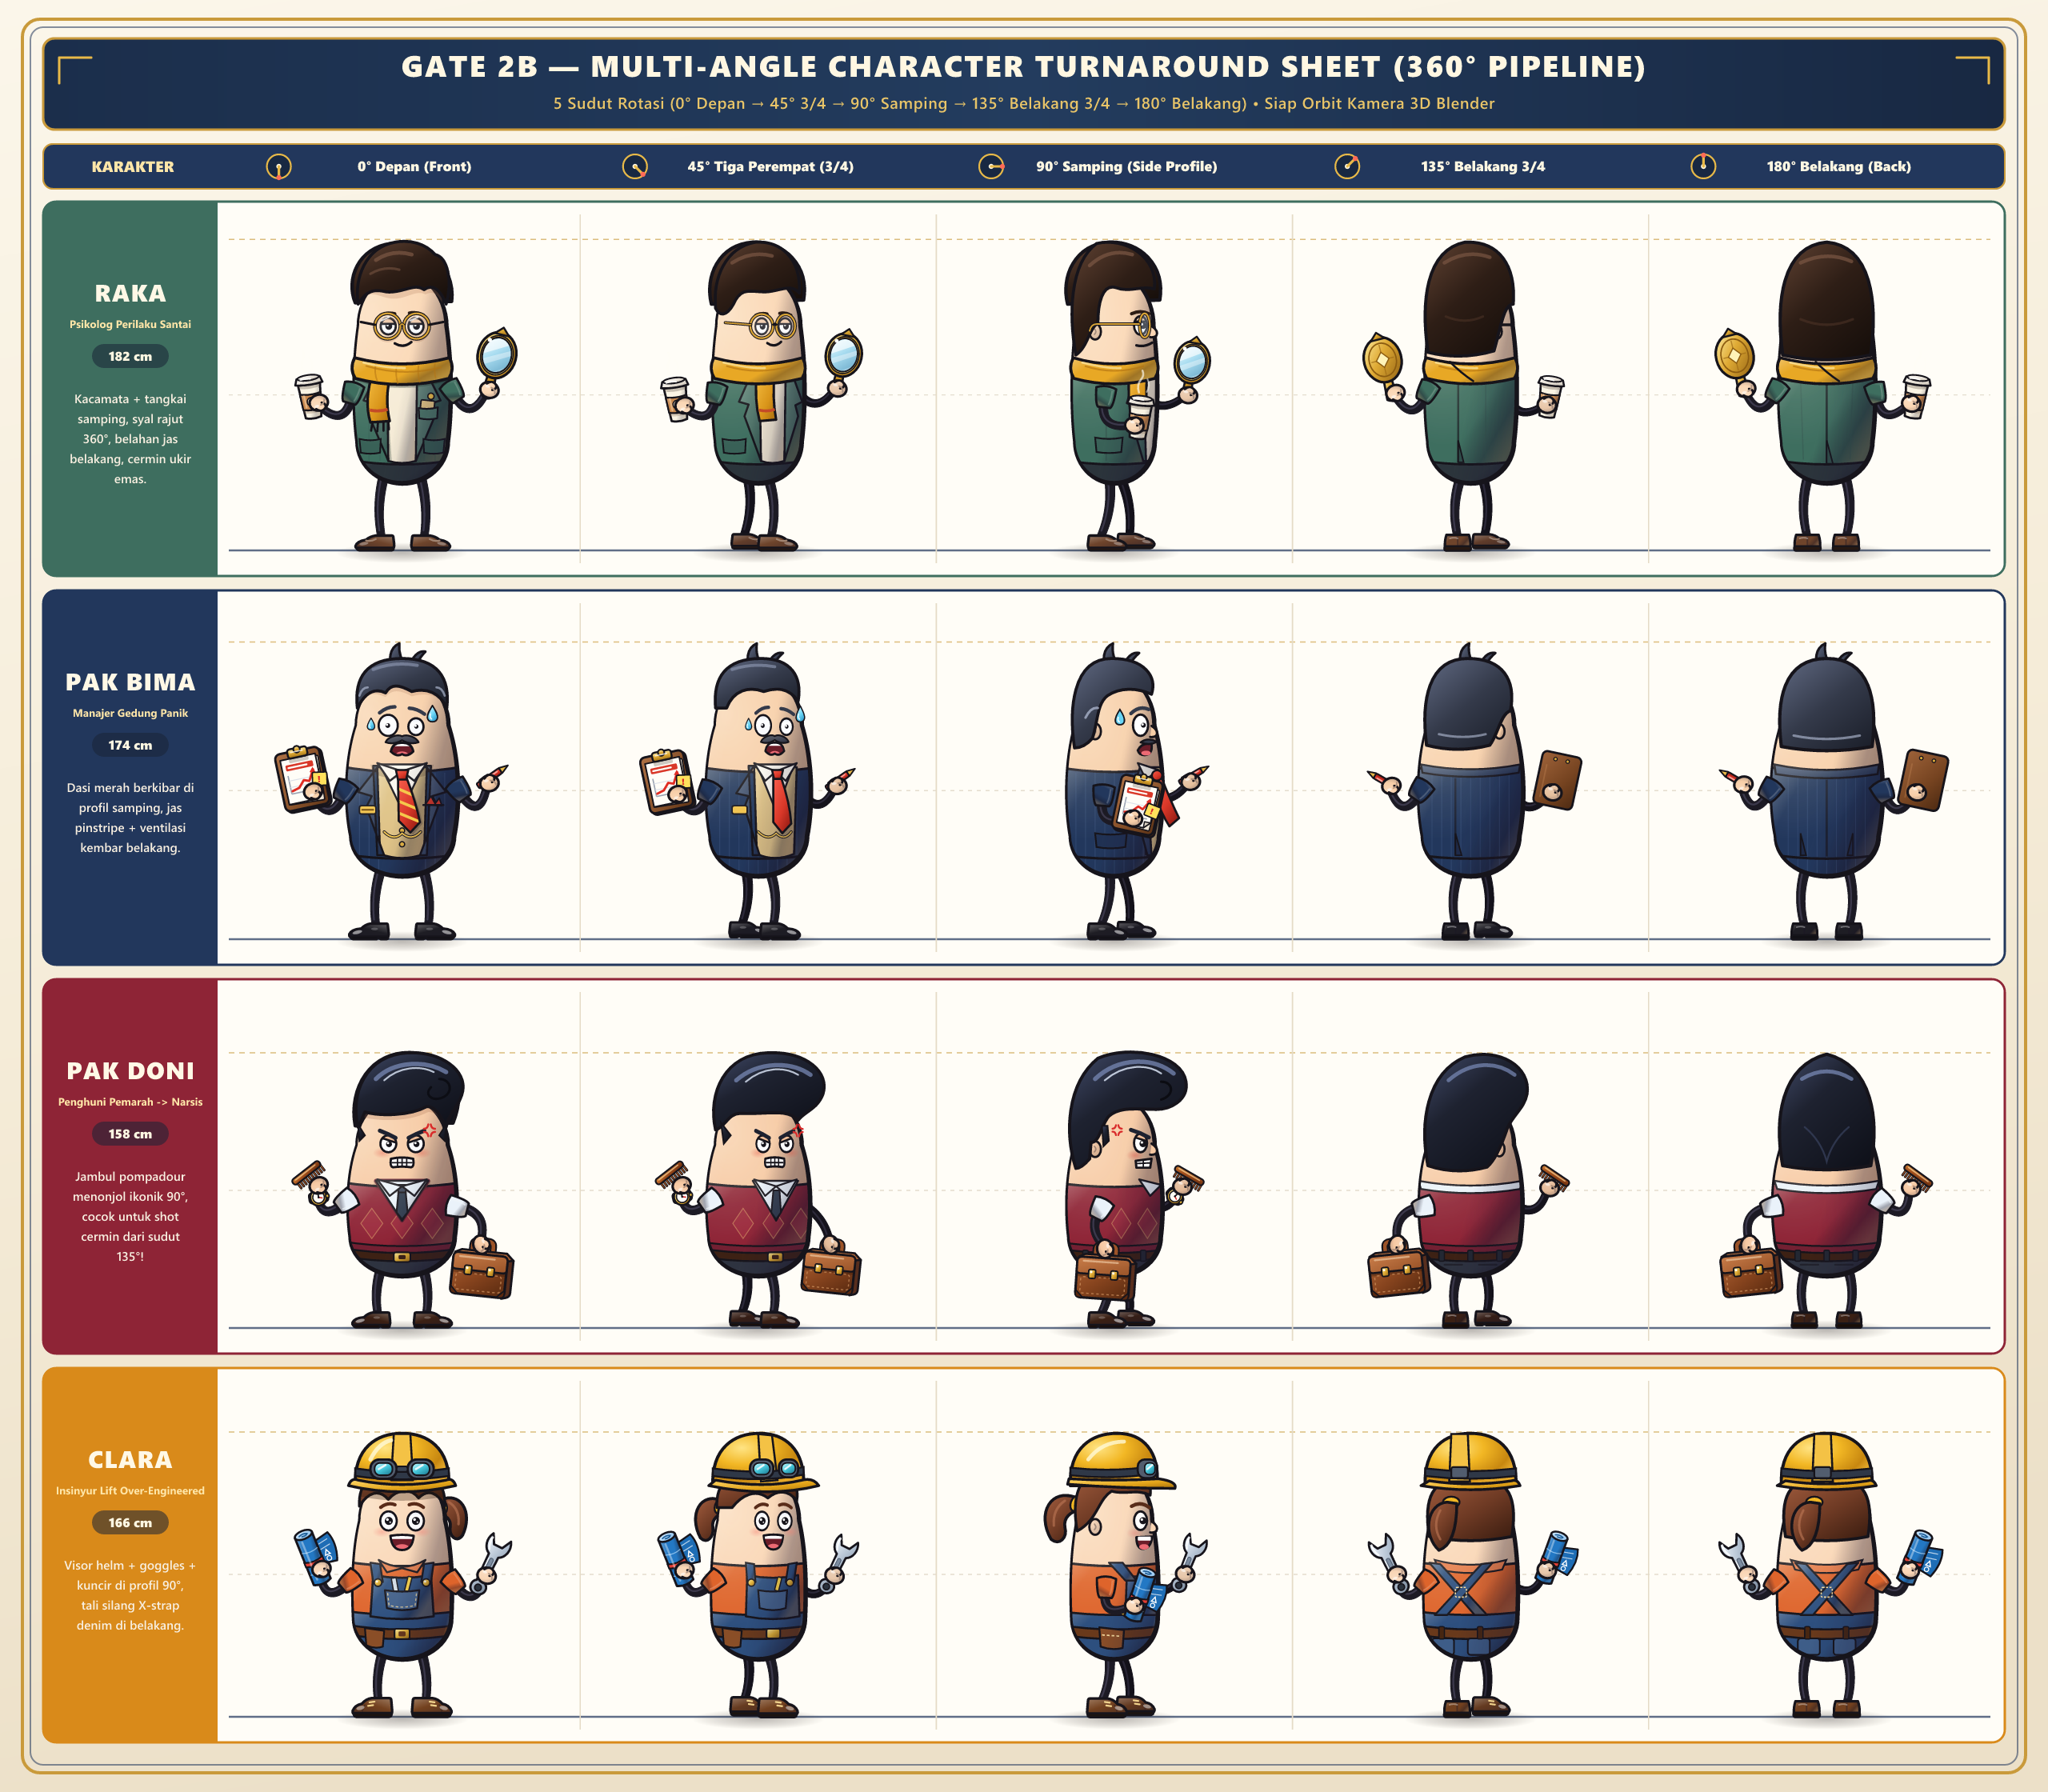 GATE 2B — MULTI-ANGLE CHARACTER TURNAROUND SHEET (360° PIPELINE)
5 Sudut Rotasi (0° Depan → 45° 3/4 → 90° Samping → 135° Belakang 3/4 → 180° Belakang) • Siap Orbit Kamera 3D Blender
KARAKTER
0° Depan (Front)
45° Tiga Perempat (3/4)
90° Samping (Side Profile)
135° Belakang 3/4
180° Belakang (Back)
RAKA
Psikolog Perilaku Santai
182 cm
Kacamata + tangkai
samping, syal rajut
360°, belahan jas
belakang, cermin ukir
emas.
PAK BIMA
Manajer Gedung Panik
174 cm
Dasi merah berkibar di
profil samping, jas
pinstripe + ventilasi
kembar belakang.
PAK DONI
Penghuni Pemarah -> Narsis
158 cm
Jambul pompadour
menonjol ikonik 90°,
cocok untuk shot
cermin dari sudut
135°!
CLARA
Insinyur Lift Over-Engineered
166 cm
Visor helm + goggles +
kuncir di profil 90°,
tali silang X-strap
denim di belakang.